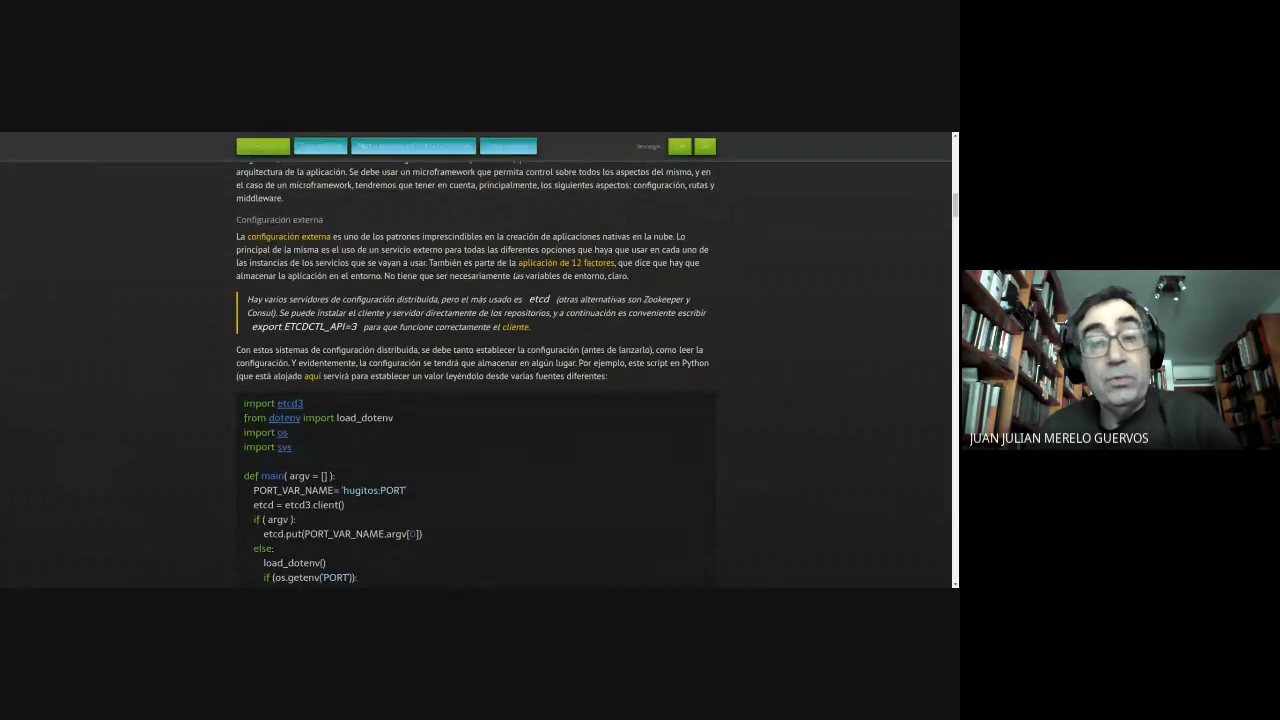 Descargar
arquitectura de la aplicación. Se debe usar un microframework que permita control sobre todos los aspectos del mismo, y en
el caso de un microframework, tendremos que tener en cuenta, principalmente, los siguientes aspectos: configuración, rutas y
middleware.
Configuración externa
La configuración externa es uno de los patrones imprescindibles en la creación de aplicaciones nativas en la nube. Lo
principal de la misma es el uso de un servicio externo para todas las diferentes opciones que haya que usar en cada uno de
las instancias de los servicios que se vayan a usar. También es parte de la aplicación de 12 factores, que dice que hay que
almacenar la aplicación en el entorno. No tiene que ser necesariamente las variables de entorno, claro.
Hay varios servidores de configuración distribuida, pero el más usado es etcd (otras alternativas son Zookeeper y
Consul). Se puede instalar el cliente y servidor directamente de los repositorios, y a continuación es conveniente escribir
export ETCDCTL_API=3 para que funcione correctamente el cliente.
Con estos sistemas de configuración distribuida, se debe tanto establecer la configuración (antes de lanzarlo), como leer la
configuración. Y evidentemente, la configuración se tendrá que almacenar en algún lugar. Por ejemplo, este script en Python
(que está alojado aquí servirá para establecer un valor leyéndolo desde varias fuentes diferentes:
import etcd3
from dotenv import load_dotenv
import os
import sys
def main( argv = [] ):
PORT_VAR_NAME= 'hugitos:PORT'
etcd = etcd3.client()
if ( argv ):
etcd.put(PORT_VAR_NAME,argv[0])
else:
load_dotenv()
if (os.getenv('PORT')):
JUAN JULIAN MERELO GUERVOS